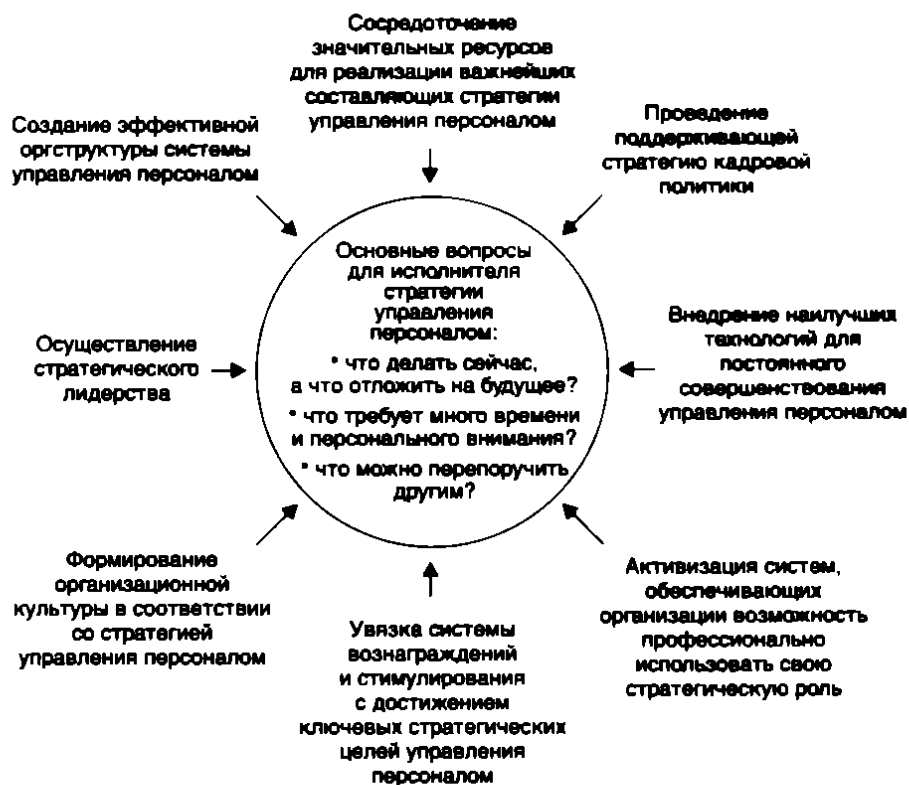 Сосредоточение
значительных ресурсов
для реализации важнейших
составляющих стратегии
управления персоналом
Создание эффективной
оргструктуры системы
управления персоналом
Проведение
поддерживающей
стратегию кадровой
политики
Основные вопросы
для исполнителя
стратегии
управления
персоналом:
• что делать сейчас,
а что отложить на будущее?
• что требует много времени
и персонального внимания?
• что можно перепоручить
другим?
Осуществление
стратегического
лидерства
Внедрение наилучших
технологий для
постоянного
совершенствования
управления персоналом
Формирование
организационной
культуры в соответствии
со стратегией
управления персоналом
Увязка системы
вознаграждений
и стимулирования
с достижением
ключевых стратегических
целей управления
персоналом
Активизация систем,
обеспечивающих
организации возможность
профессионально
использовать свою
стратегическую роль